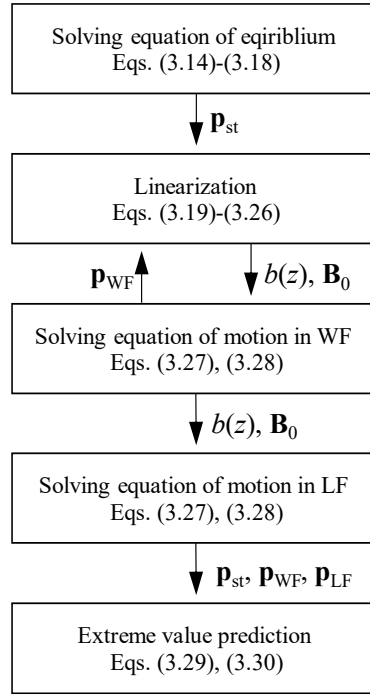 Solving equation of eqiriblium
Eqs. (3.14)-(3.18)
p_st
Linearization
Eqs. (3.19)-(3.26)
p_WF
b(z), B_0
Solving equation of motion in WF
Eqs. (3.27), (3.28)
b(z), B_0
Solving equation of motion in LF
Eqs. (3.27), (3.28)
p_st, p_WF, p_LF
Extreme value prediction
Eqs. (3.29), (3.30)